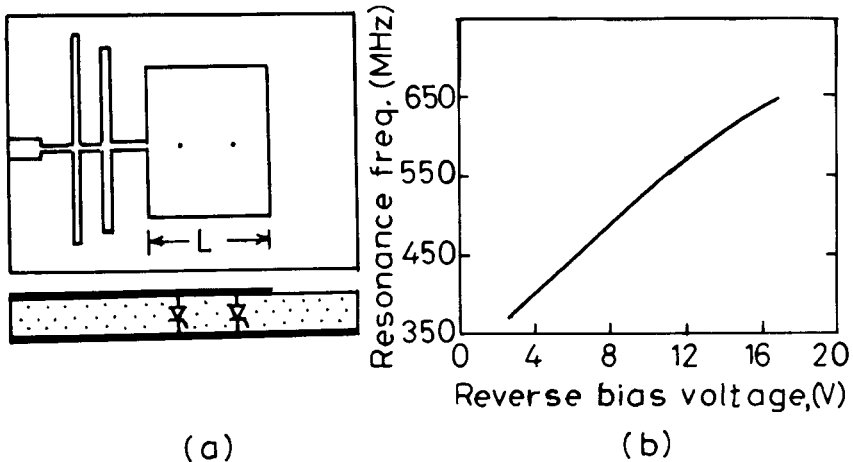 L
(a)
Resonance freq. (MHz)
650
550
450
350
0 4 8 12 16 20
Reverse bias voltage,(V)
(b)